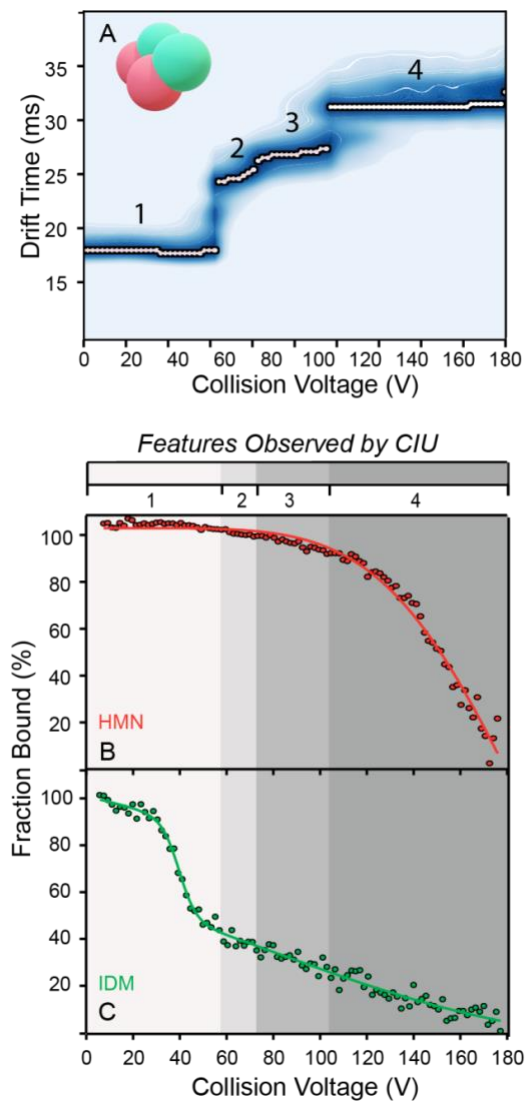 A
35
30
25
20
15
Drift Time (ms)
1
2
3
4
0 20 40 60 80 100 120 140 160 180
Collision Voltage (V)
Features Observed by CIU
1 2 3 4
100
80
60
40
20
HMN
B
Fraction Bound (%)
100
80
60
40
20
IDM
C
0 20 40 60 80 100 120 140 160 180
Collision Voltage (V)